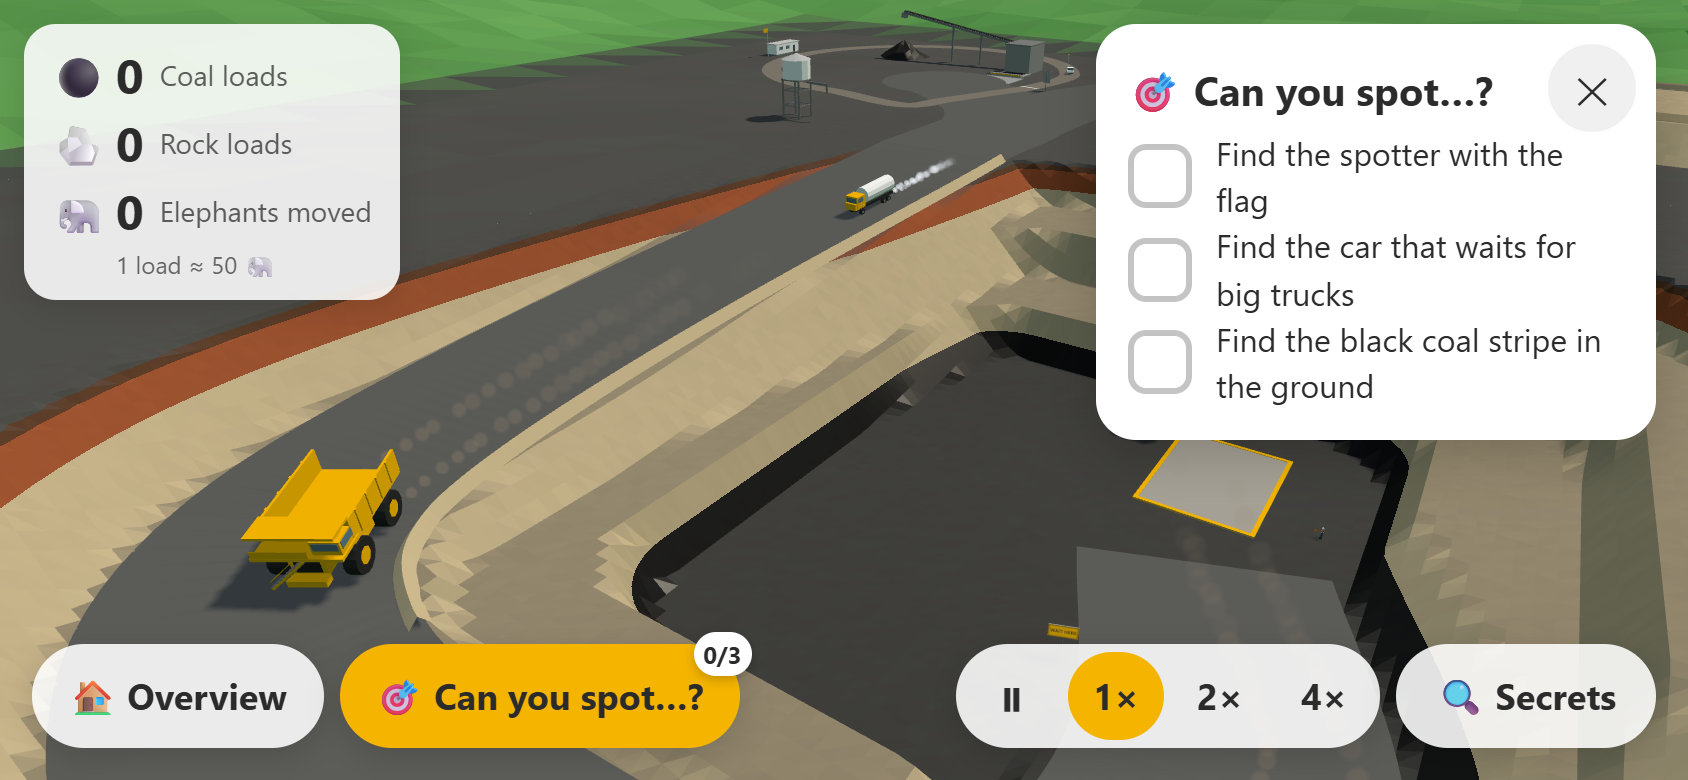 0 Coal loads
0 Rock loads
0 Elephants moved
1 load ≈ 50
Can you spot...?
Find the spotter with the
flag
Find the car that waits for
big trucks
Find the black coal stripe in
the ground
Overview
Can you spot...?
0/3
1×
2×
4×
Secrets